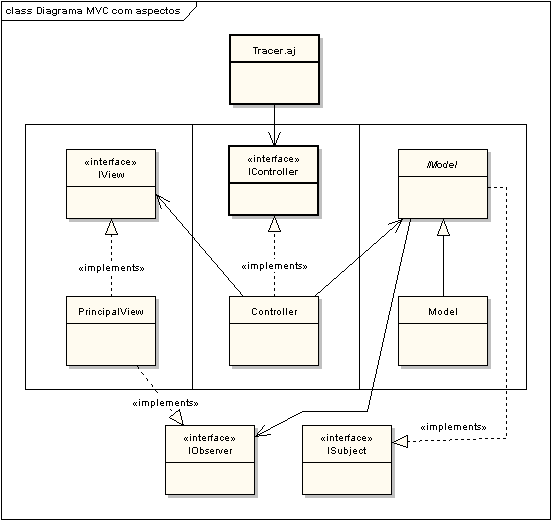 class Diagrama MVC com aspectos
Tracer.aj
«interface»
IView
«interface»
IController
IModel
«implements»
«implements»
PrincipalView
Controller
Model
«implements»
«implements»
«interface»
IObserver
«interface»
ISubject